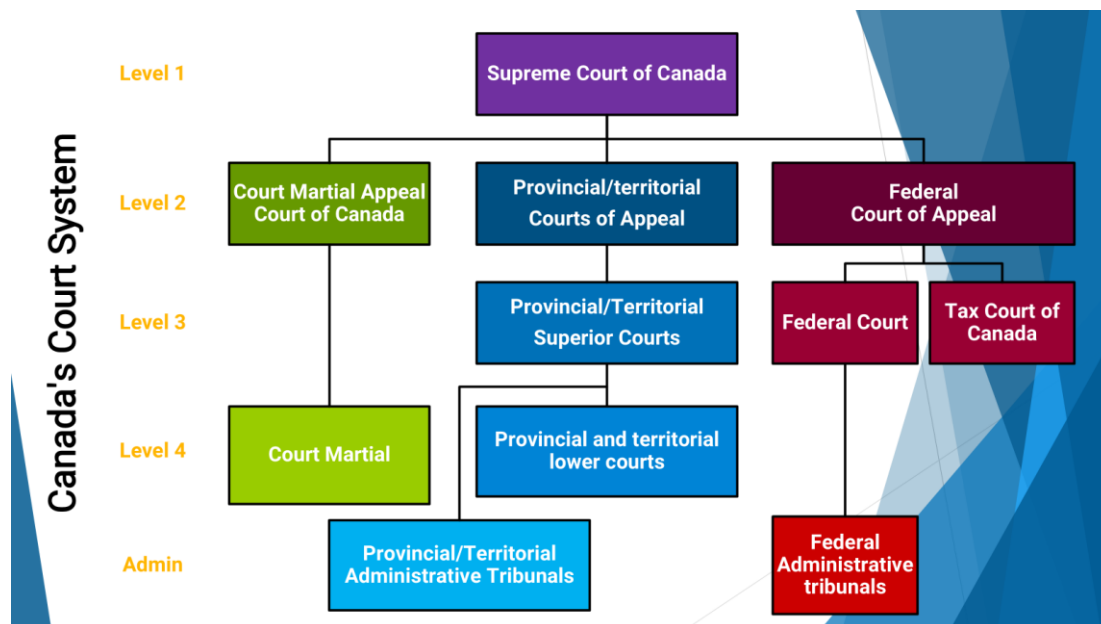 Canada's Court System
Level 1
Supreme Court of Canada
Level 2
Court Martial Appeal
Court of Canada
Provincial/territorial
Courts of Appeal
Federal
Court of Appeal
Level 3
Provincial/Territorial
Superior Courts
Federal Court
Tax Court of
Canada
Level 4
Court Martial
Provincial and territorial
lower courts
Admin
Provincial/Territorial
Administrative Tribunals
Federal
Administrative
tribunals